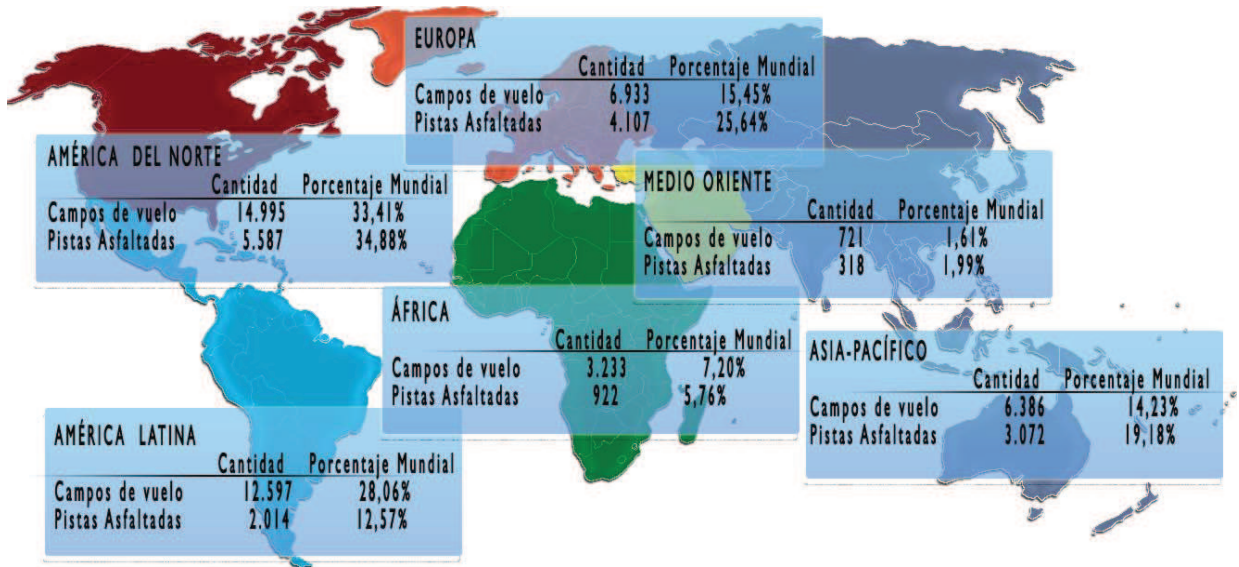 EUROPA
Cantidad Porcentaje Mundial
Campos de vuelo 6.933 15,45%
Pistas Asfaltadas 4.107 25,64%
AMÉRICA DEL NORTE
Cantidad Porcentaje Mundial
Campos de vuelo 14.995 33,41%
Pistas Asfaltadas 5.587 34,88%
MEDIO ORIENTE
Cantidad Porcentaje Mundial
Campos de vuelo 721 1,61%
Pistas Asfaltadas 318 1,99%
ÁFRICA
Cantidad Porcentaje Mundial
Campos de vuelo 3.233 7,20%
Pistas Asfaltadas 922 5,76%
ASIA-PACÍFICO
Cantidad Porcentaje Mundial
Campos de vuelo 6.386 14,23%
Pistas Asfaltadas 3.072 19,18%
AMÉRICA LATINA
Cantidad Porcentaje Mundial
Campos de vuelo 12.597 28,06%
Pistas Asfaltadas 2.014 12,57%